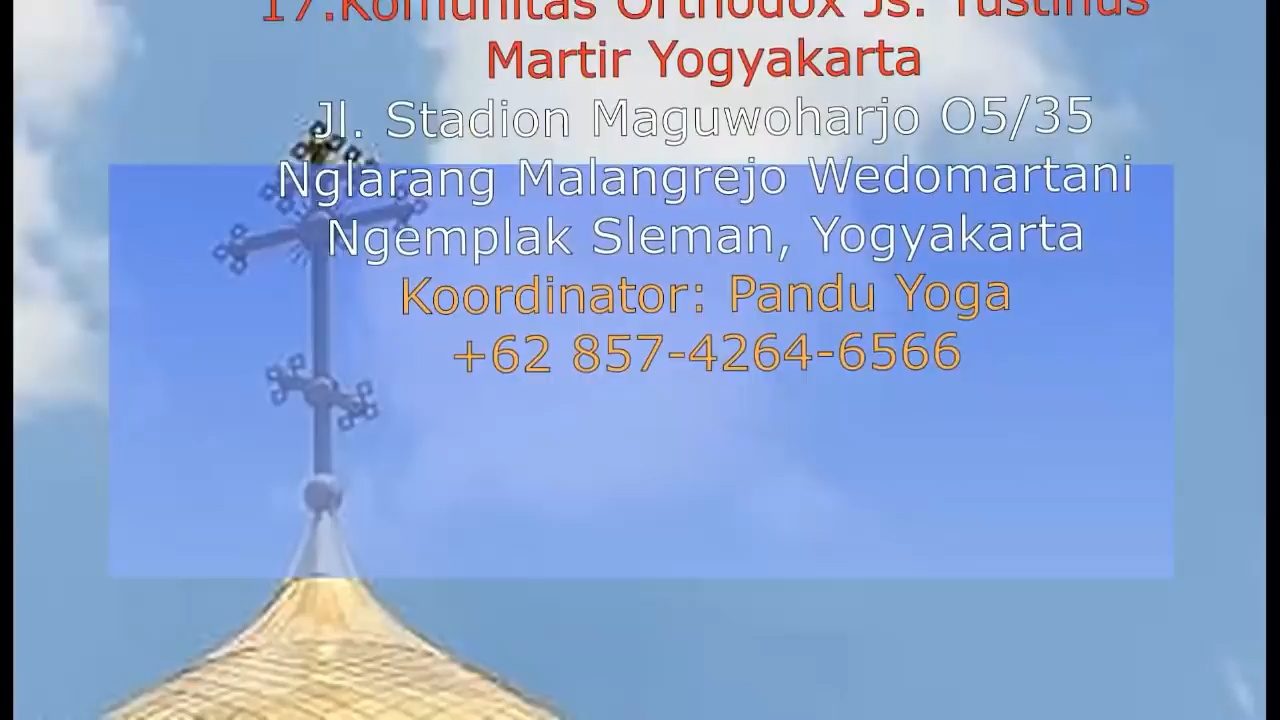 17.Komunitas Orthodox Js. Yustinus
Martir Yogyakarta
Jl. Stadion Maguwoharjo O5/35
Nglarang Malangrejo Wedomartani
Ngemplak Sleman, Yogyakarta
Koordinator: Pandu Yoga
+62 857-4264-6566